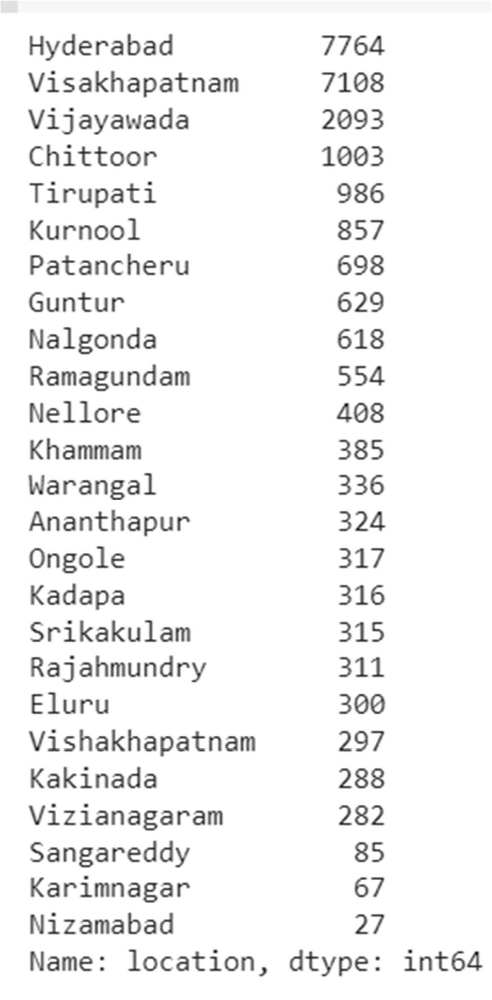 Hyderabad 7764
Visakhapatnam 7108
Vijayawada 2093
Chittoor 1003
Tirupati 986
Kurnool 857
Patancheru 698
Guntur 629
Nalgonda 618
Ramagundam 554
Nellore 408
Khammam 385
Warangal 336
Ananthapur 324
Ongole 317
Kadapa 316
Srikakulam 315
Rajahmundry 311
Eluru 300
Vishakhapatnam 297
Kakinada 288
Vizianagaram 282
Sangareddy 85
Karimnagar 67
Nizamabad 27
Name: location, dtype: int64